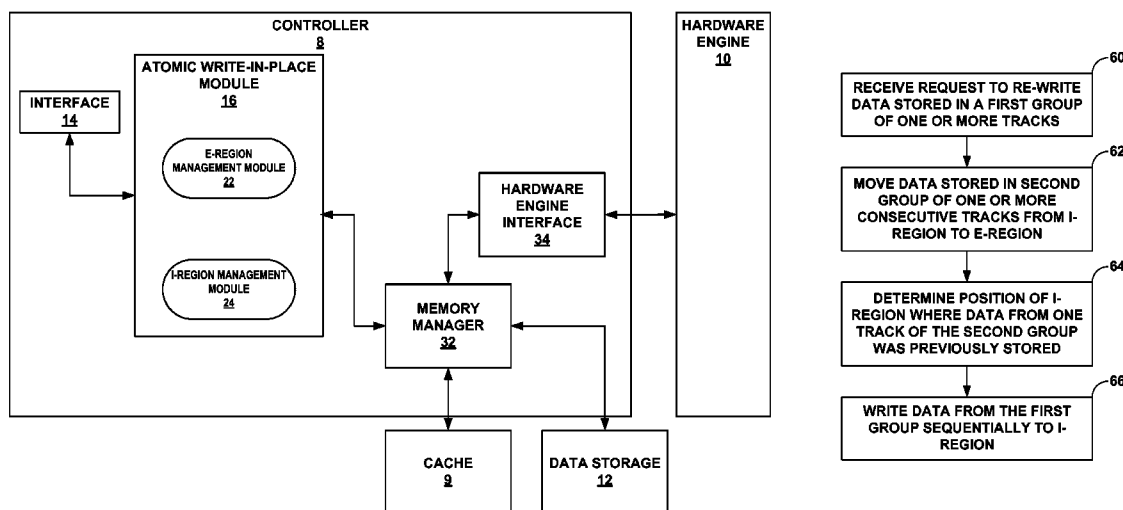 CONTROLLER
8
ATOMIC WRITE-IN-PLACE
MODULE
16
INTERFACE
14
E-REGION
MANAGEMENT MODULE
22
I-REGION MANAGEMENT
MODULE
24
HARDWARE
ENGINE
INTERFACE
34
MEMORY
MANAGER
32
HARDWARE
ENGINE
10
CACHE
9
DATA STORAGE
12
60
RECEIVE REQUEST TO RE-WRITE
DATA STORED IN A FIRST GROUP
OF ONE OR MORE TRACKS
62
MOVE DATA STORED IN SECOND
GROUP OF ONE OR MORE
CONSECUTIVE TRACKS FROM I-
REGION TO E-REGION
64
DETERMINE POSITION OF I-
REGION WHERE DATA FROM ONE
TRACK OF THE SECOND GROUP
WAS PREVIOUSLY STORED
66
WRITE DATA FROM THE FIRST
GROUP SEQUENTIALLY TO I-
REGION